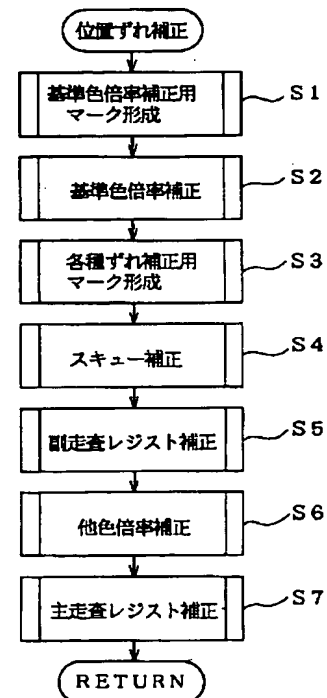 位置ずれ補正
基準色倍率補正用
マーク形成
S1
基準色倍率補正
S2
各種ずれ補正用
マーク形成
S3
スキュー補正
S4
副走査レジスト補正
S5
他色倍率補正
S6
主走査レジスト補正
S7
RETURN